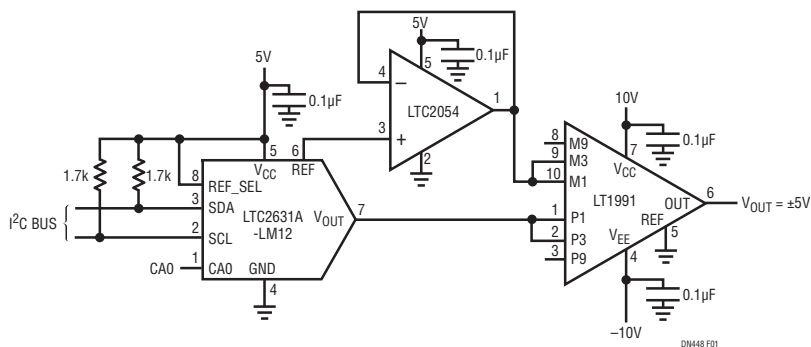 5V
0.1µF
5V
4
–
5
0.1µF
LTC2054
1
3
+
2
10V
0.1µF
7
8
M9
9
M3
10
M1
VCC
LT1991
6
OUT
VOUT = ±5V
REF
5
1
P1
2
P3
3
P9
VEE
4
0.1µF
–10V
1.7k
1.7k
5
6
VCC
REF
8
REF_SEL
I2C BUS
3
SDA
LTC2631A
-LM12
VOUT
7
2
SCL
CA0
1
CA0
GND
4
DN448 F01